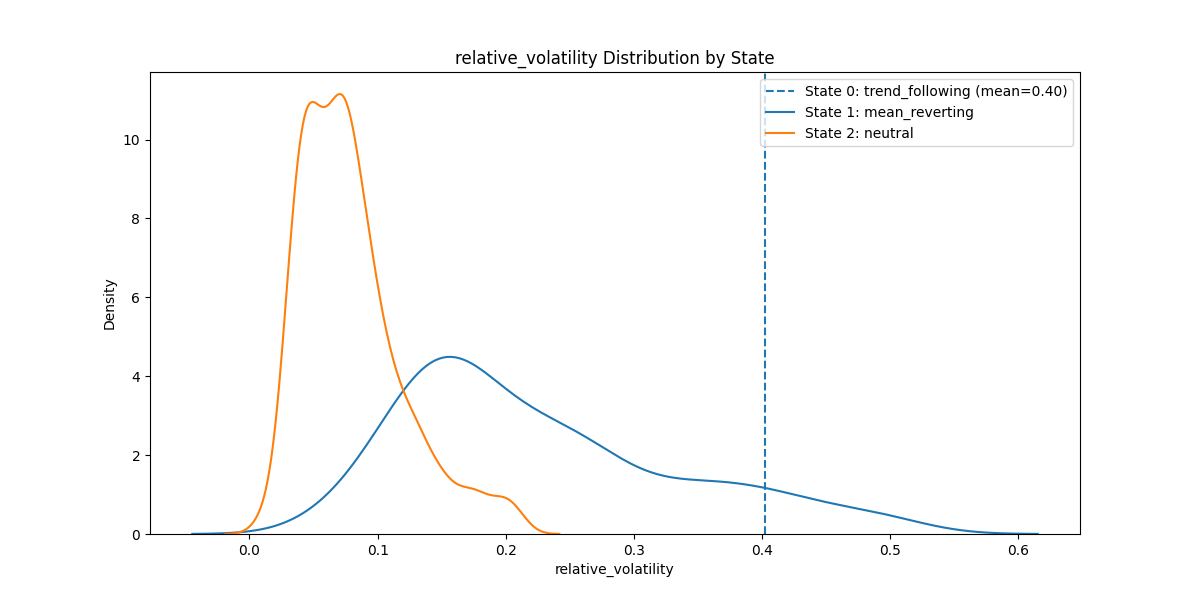 relative_volatility Distribution by State
State 0: trend_following (mean=0.40)
State 1: mean_reverting
State 2: neutral
Density
10
8
6
4
2
0
0.0 0.1 0.2 0.3 0.4 0.5 0.6
relative_volatility